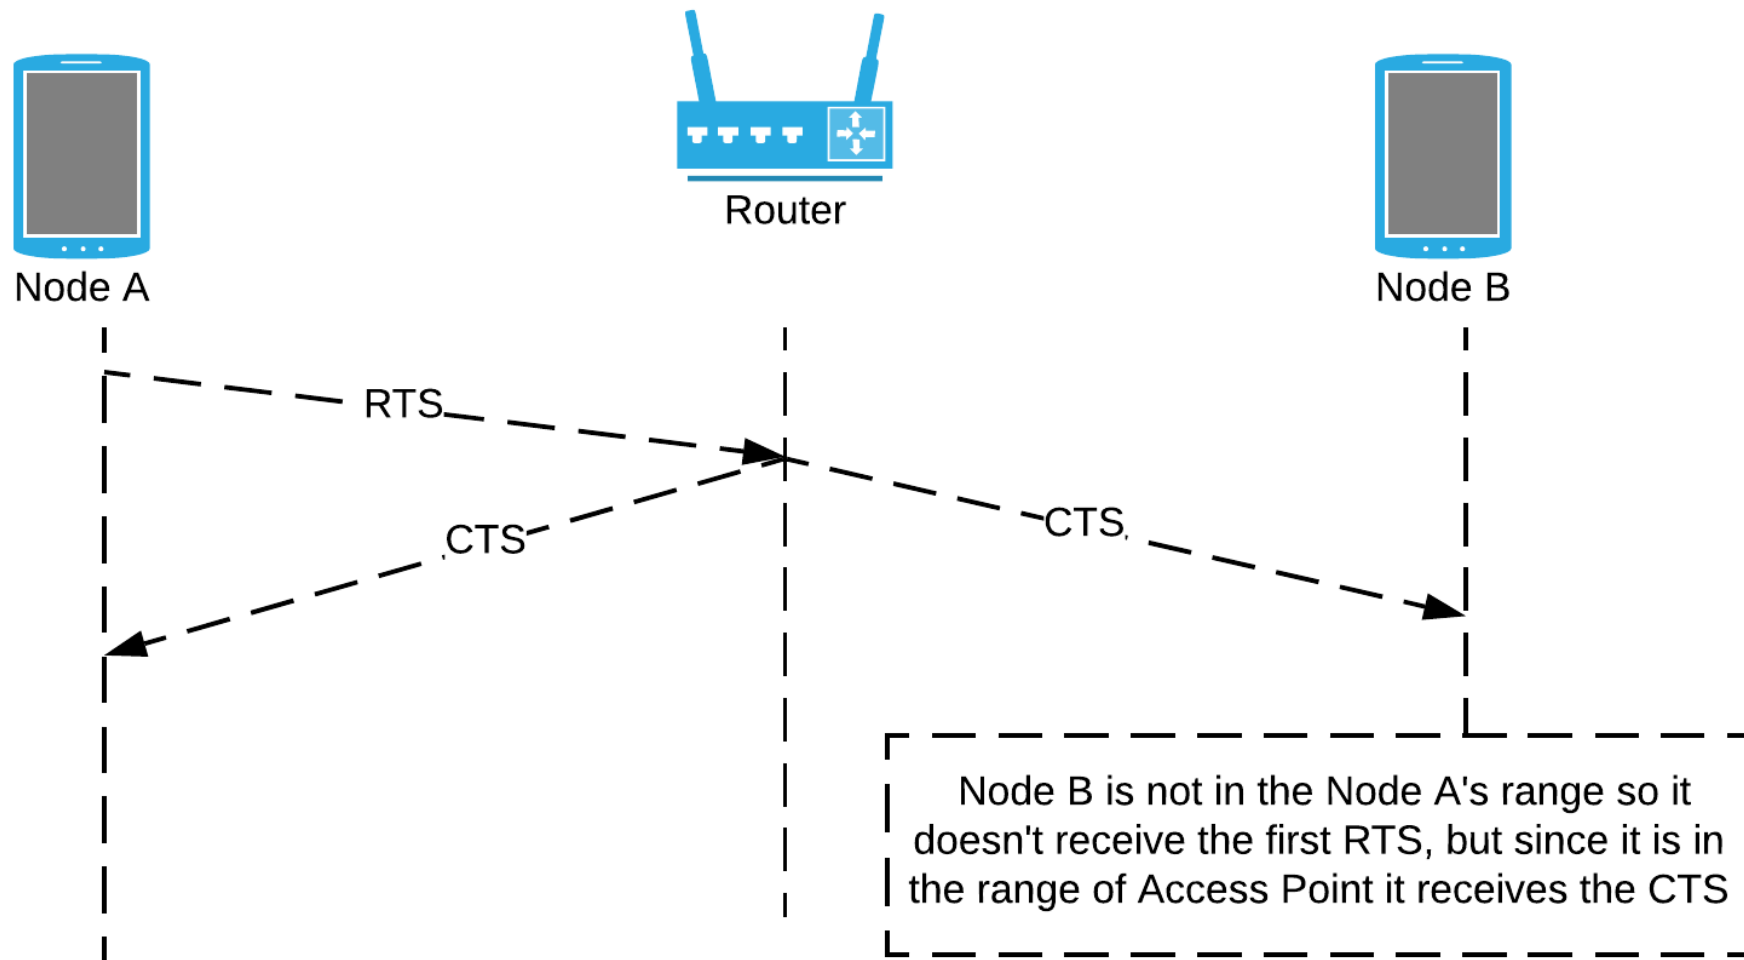 Router
Node A
Node B
RTS
CTS
CTS
Node B is not in the Node A's range so it
doesn't receive the first RTS, but since it is in
the range of Access Point it receives the CTS